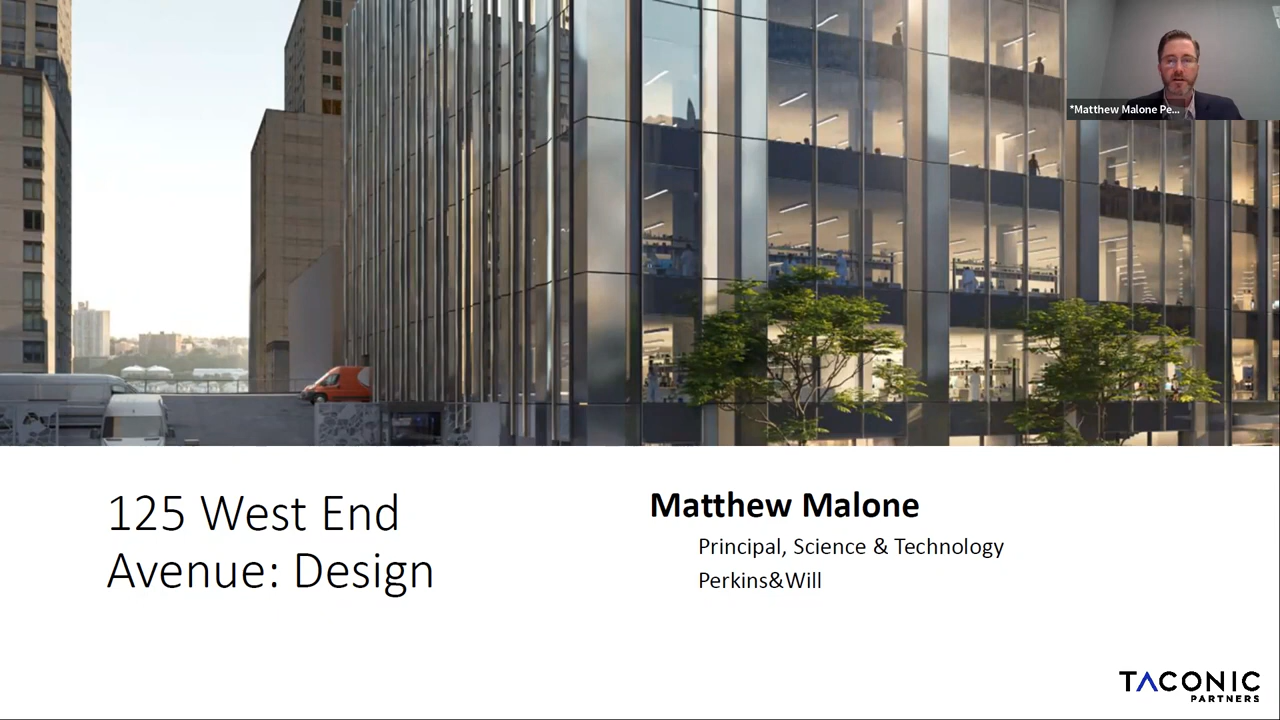 *Matthew Malone Pe...
125 West End
Avenue: Design
Matthew Malone
Principal, Science & Technology
Perkins&Will
TACONIC
PARTNERS